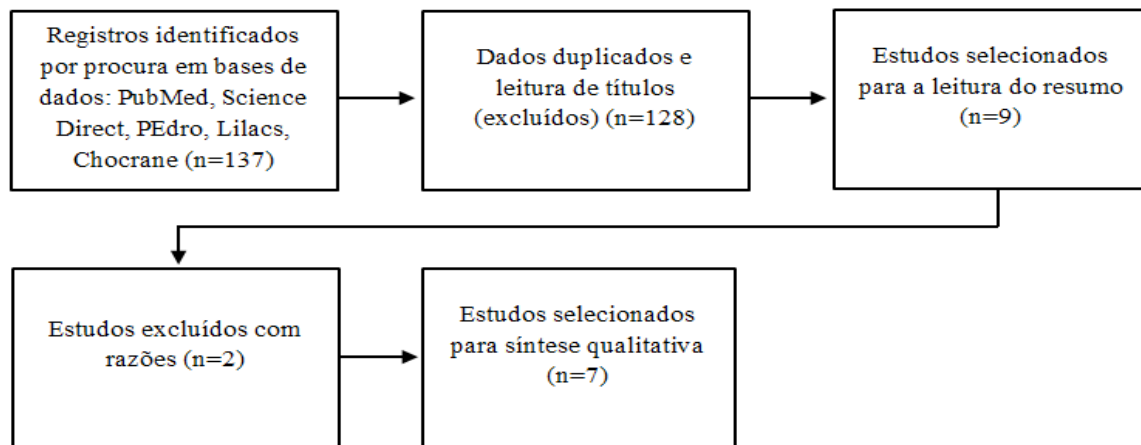 Registros identificados
por procura em bases de
dados: PubMed, Science
Direct, PEdro, Lilacs,
Chocrane (n=137)
Dados duplicados e
leitura de títulos
(excluídos) (n=128)
Estudos selecionados
para a leitura do resumo
(n=9)
Estudos excluídos com
razões (n=2)
Estudos selecionados
para síntese qualitativa
(n=7)